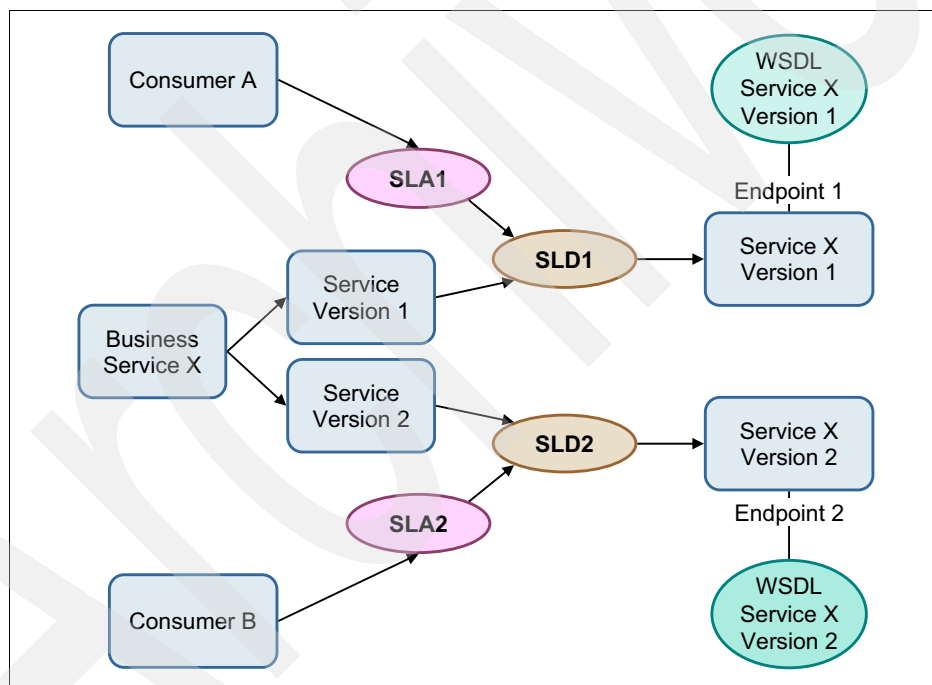 Consumer A
WSDL
Service X
Version 1
SLA1
Endpoint 1
SLD1
Service X
Version 1
Service
Version 1
Business
Service X
Service
Version 2
SLD2
Service X
Version 2
SLA2
Endpoint 2
Consumer B
WSDL
Service X
Version 2